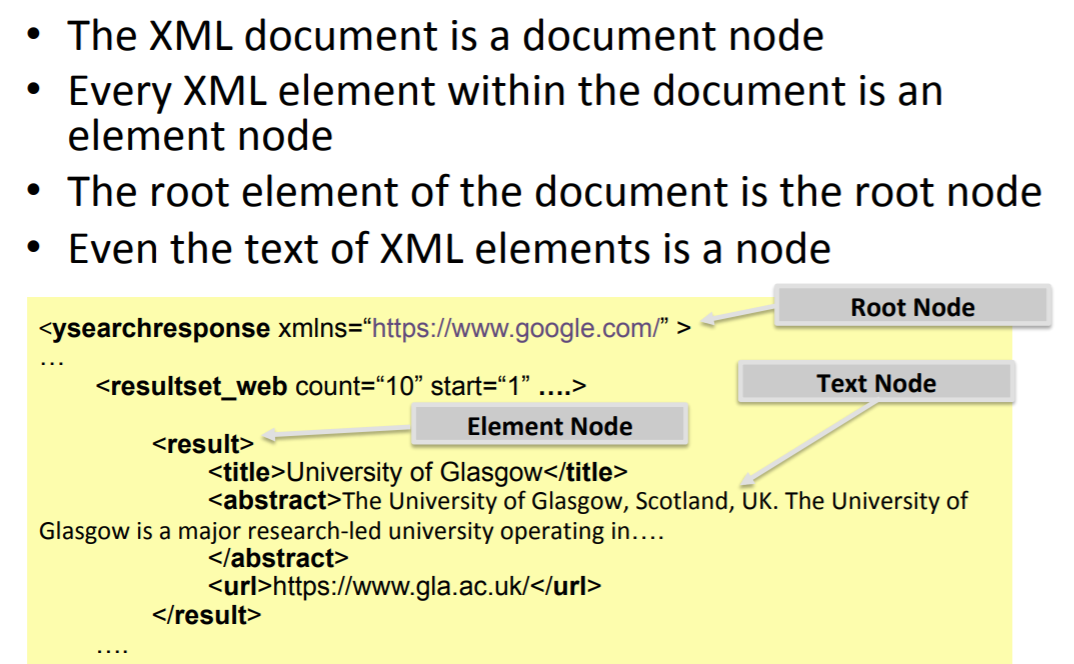 • The XML document is a document node
• Every XML element within the document is an
element node
• The root element of the document is the root node
• Even the text of XML elements is a node
Root Node
<ysearchresponse xmlns=“https://www.google.com/” >
…
<resultset_web count=“10” start=“1” ….>
Text Node
Element Node
<result>
<title>University of Glasgow</title>
<abstract>The University of Glasgow, Scotland, UK. The University of
Glasgow is a major research-led university operating in….
</abstract>
<url>https://www.gla.ac.uk/</url>
</result>
….